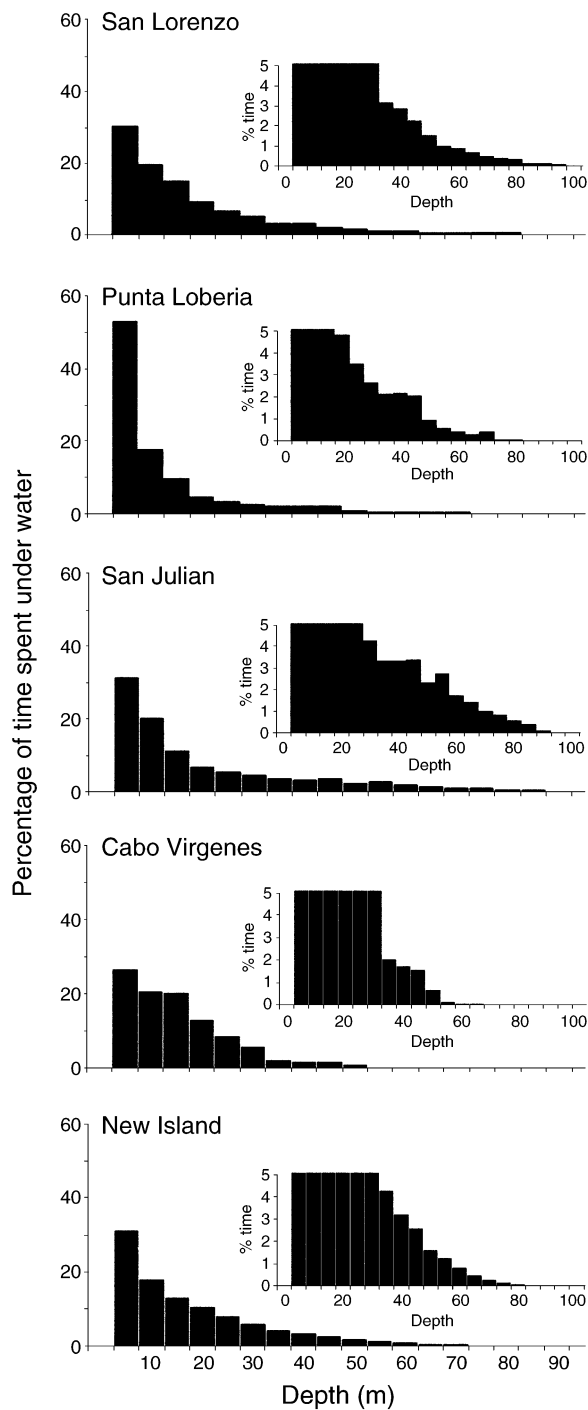 Percentage of time spent under water
San Lorenzo
60
40
20
0
% time
5
4
3
2
1
0
0 20 40 60 80 100
Depth
Punta Loberia
60
40
20
0
% time
5
4
3
2
1
0
0 20 40 60 80 100
Depth
San Julian
60
40
20
0
% time
5
4
3
2
1
0
0 20 40 60 80 100
Depth
Cabo Virgenes
60
40
20
0
% time
5
4
3
2
1
0
0 20 40 60 80 100
Depth
New Island
60
40
20
0
% time
5
4
3
2
1
0
0 20 40 60 80 100
Depth
10 20 30 40 50 60 70 80 90
Depth (m)